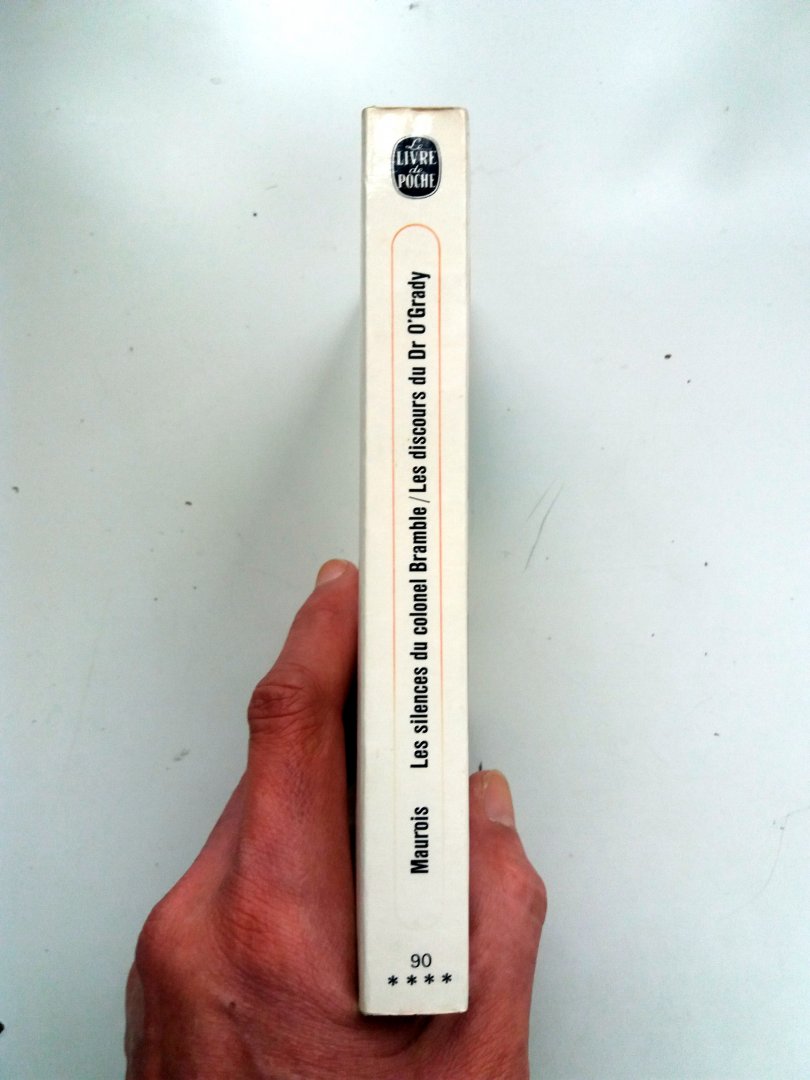 Le
LIVRE
de
POCHE
Maurois Les silences du colonel Bramble / Les discours du Dr O'Grady
90
****